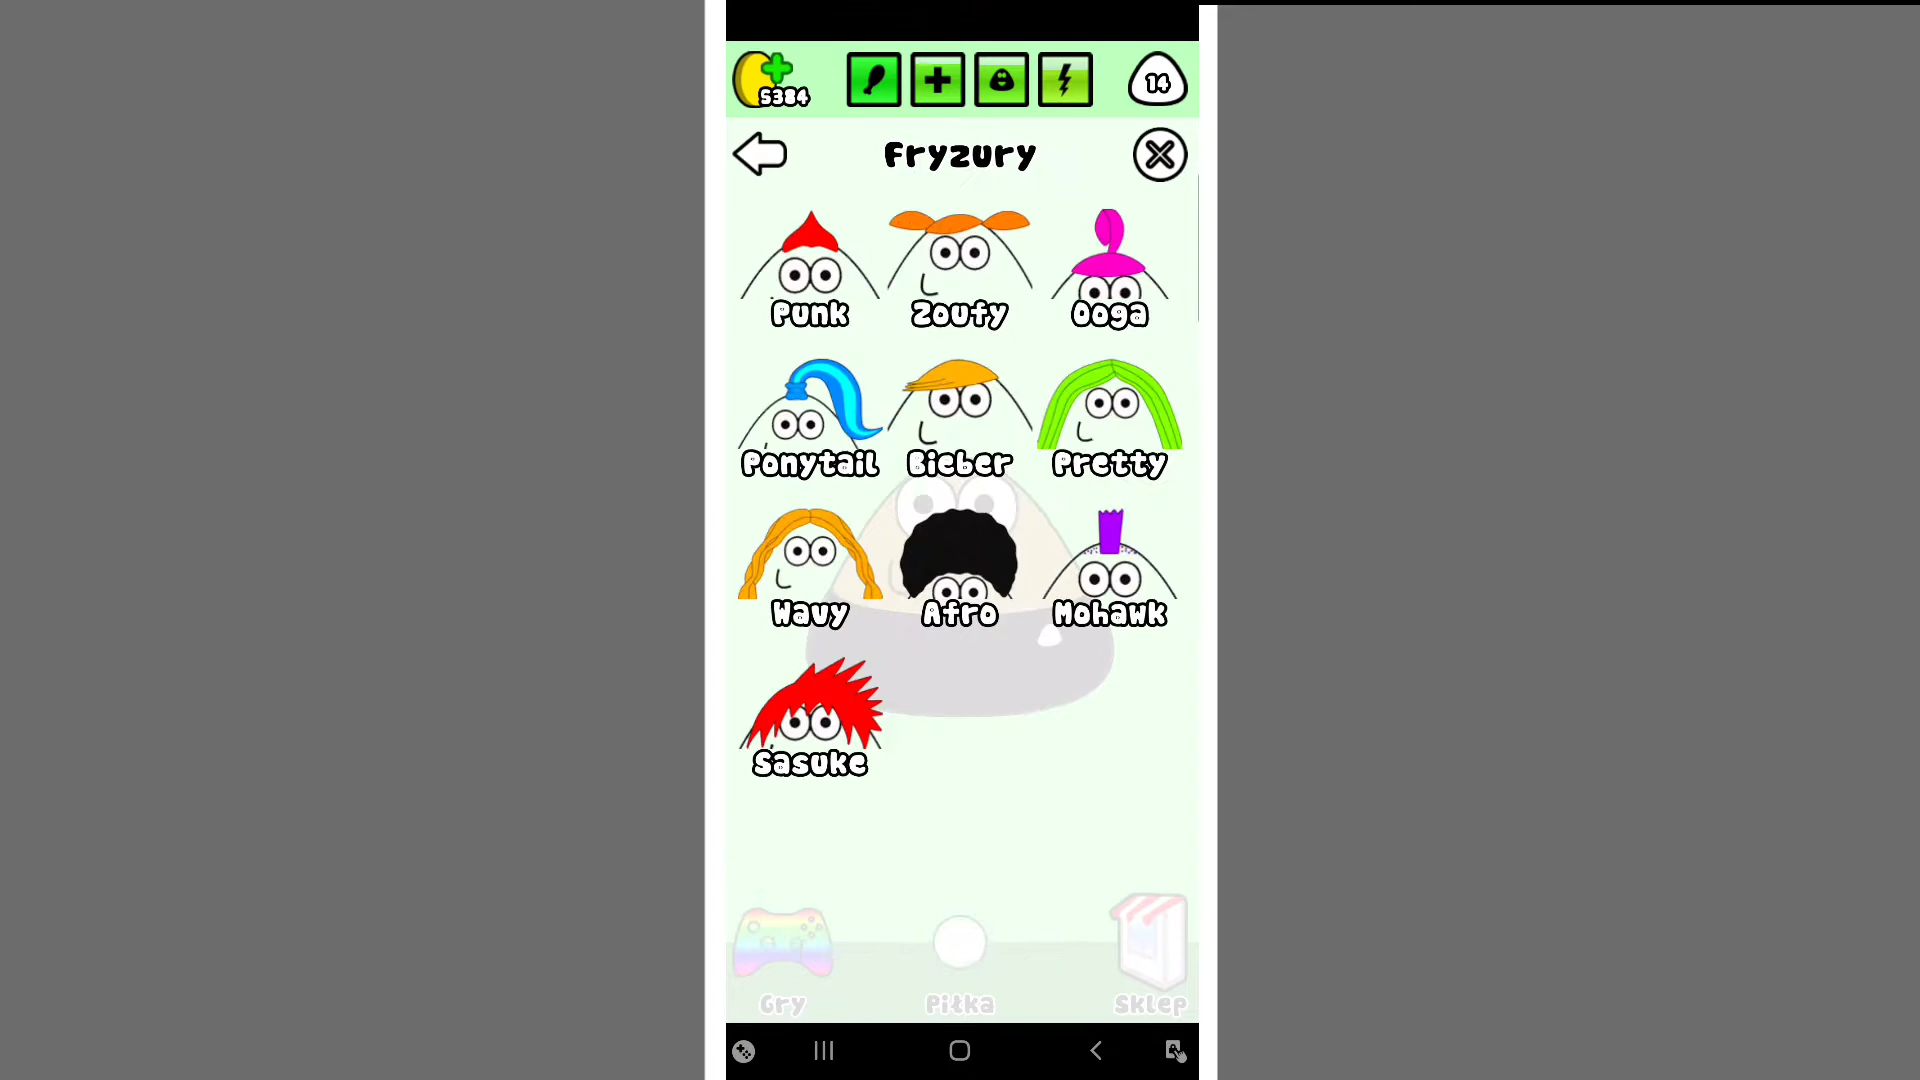 5384
14
Fryzury
Punk
Zoufy
Ooga
Ponytail
Bieber
Pretty
Wavy
Afro
Mohawk
Sasuke
Gry
Piłka
Sklep